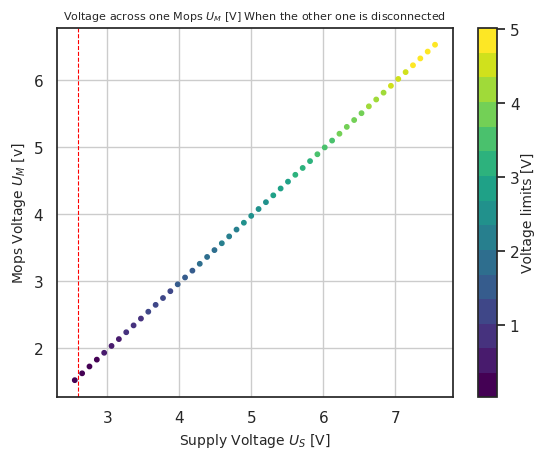 Voltage across one Mops U_M [V] When the other one is disconnected
Mops Voltage U_M [v]
6
5
4
3
2
3 4 5 6 7
Supply Voltage U_S [V]
5
4
3
2
1
Voltage limits [V]